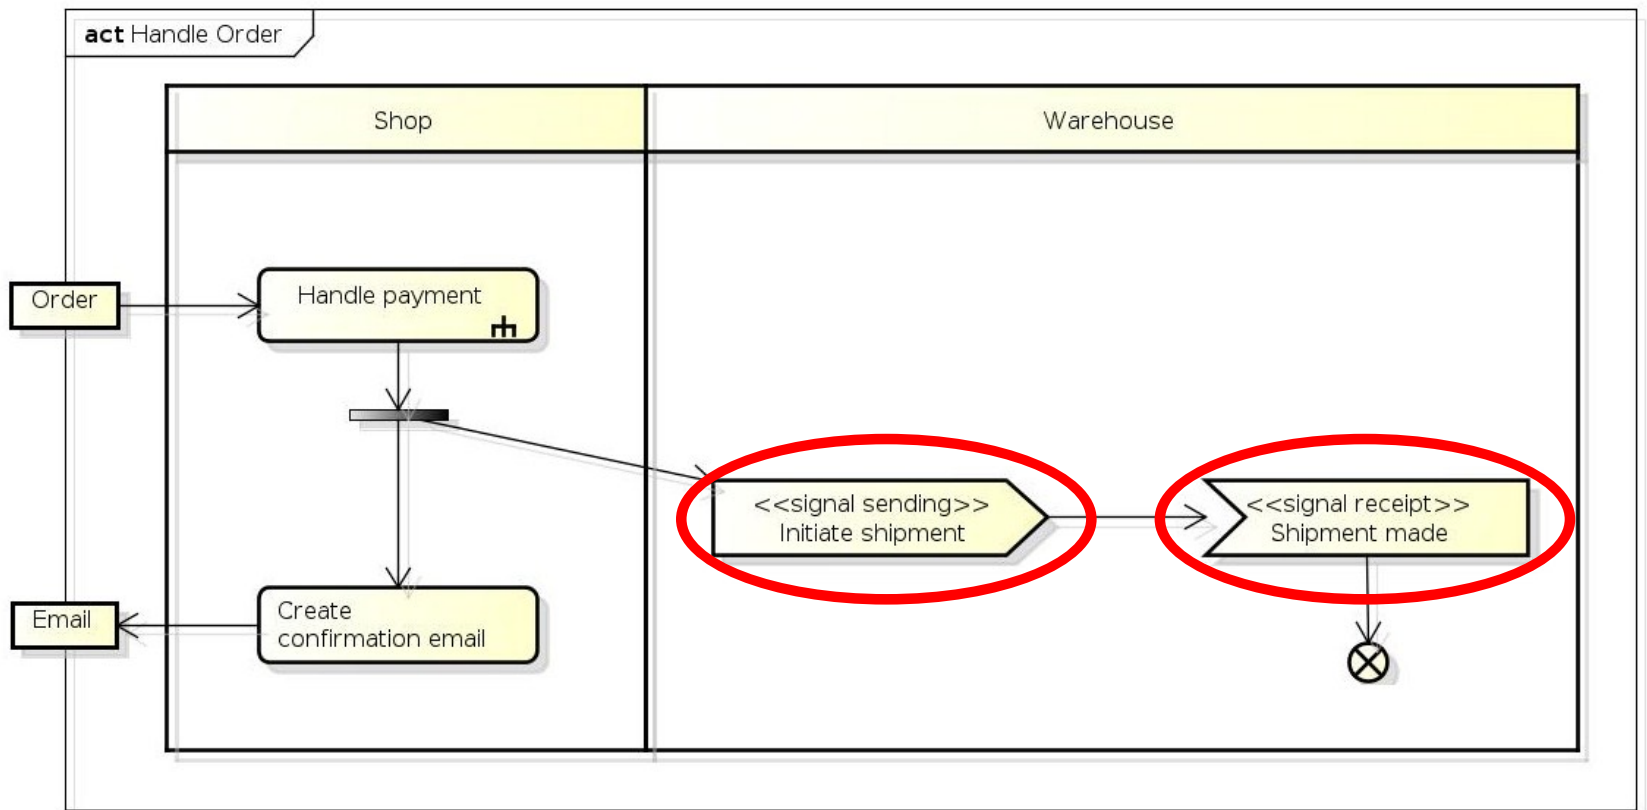 act Handle Order
Shop
Warehouse
Order
Handle payment
<<signal sending>>
Initiate shipment
<<signal receipt>>
Shipment made
Email
Create
confirmation email